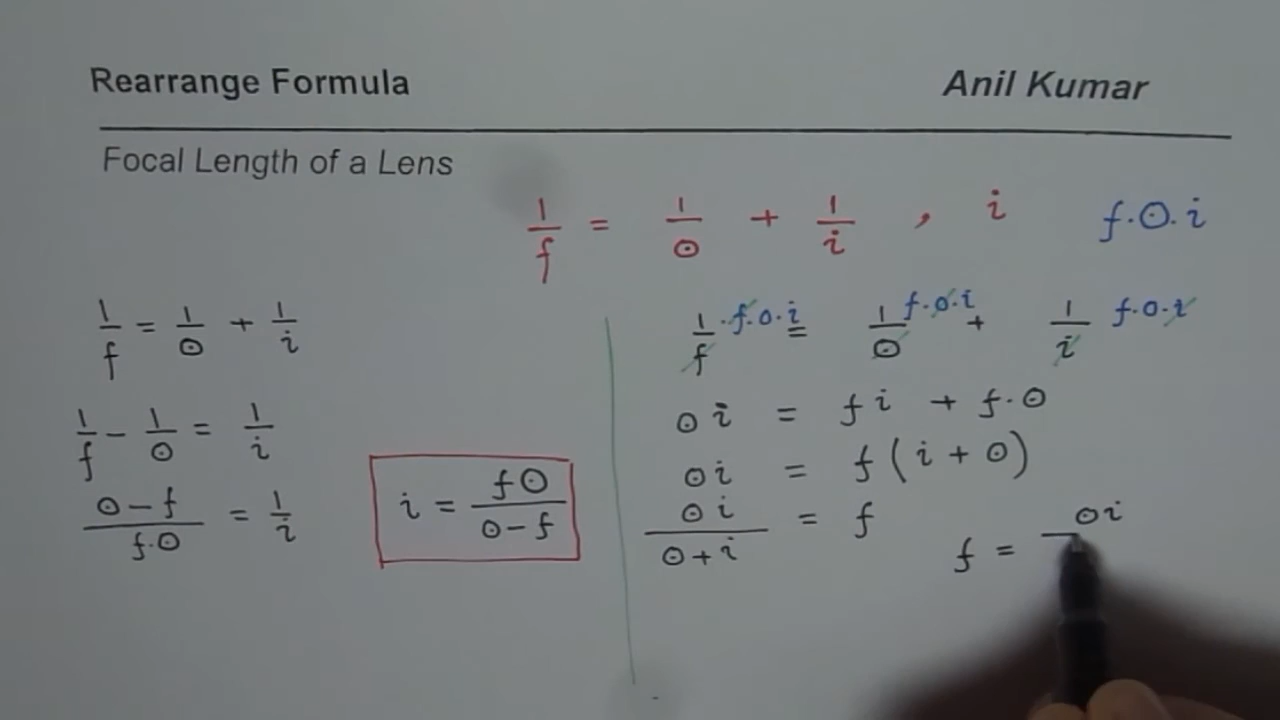 Rearrange Formula Anil Kumar
Focal Length of a Lens
1/f = 1/o + 1/i , i f·o·i
1/f = 1/o + 1/i
1/f - 1/o = 1/i
o-f/f·o = 1/i
i = fo/o-f
1/f ·f·o·i = 1/o f·o·i + 1/i f·o·i
oi = fi + f·o
oi = f(i+o)
oi/o+i = f
f = oi